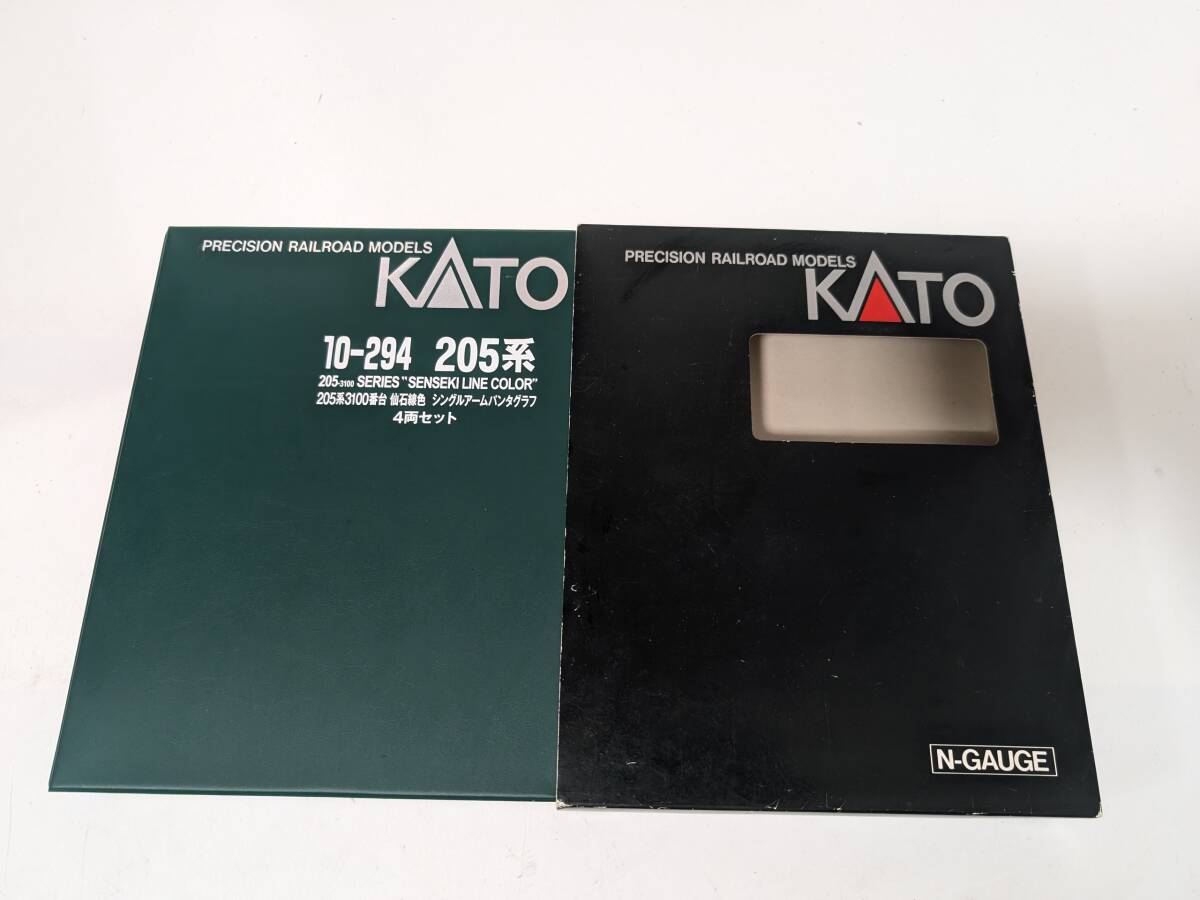 PRECISION RAILROAD MODELS
KATO
10-294 205系
205-3100 SERIES "SENSEKI LINE COLOR"
205系3100番台 仙石線色 シングルアームパンタグラフ
4両セット
PRECISION RAILROAD MODELS
KATO
N-GAUGE